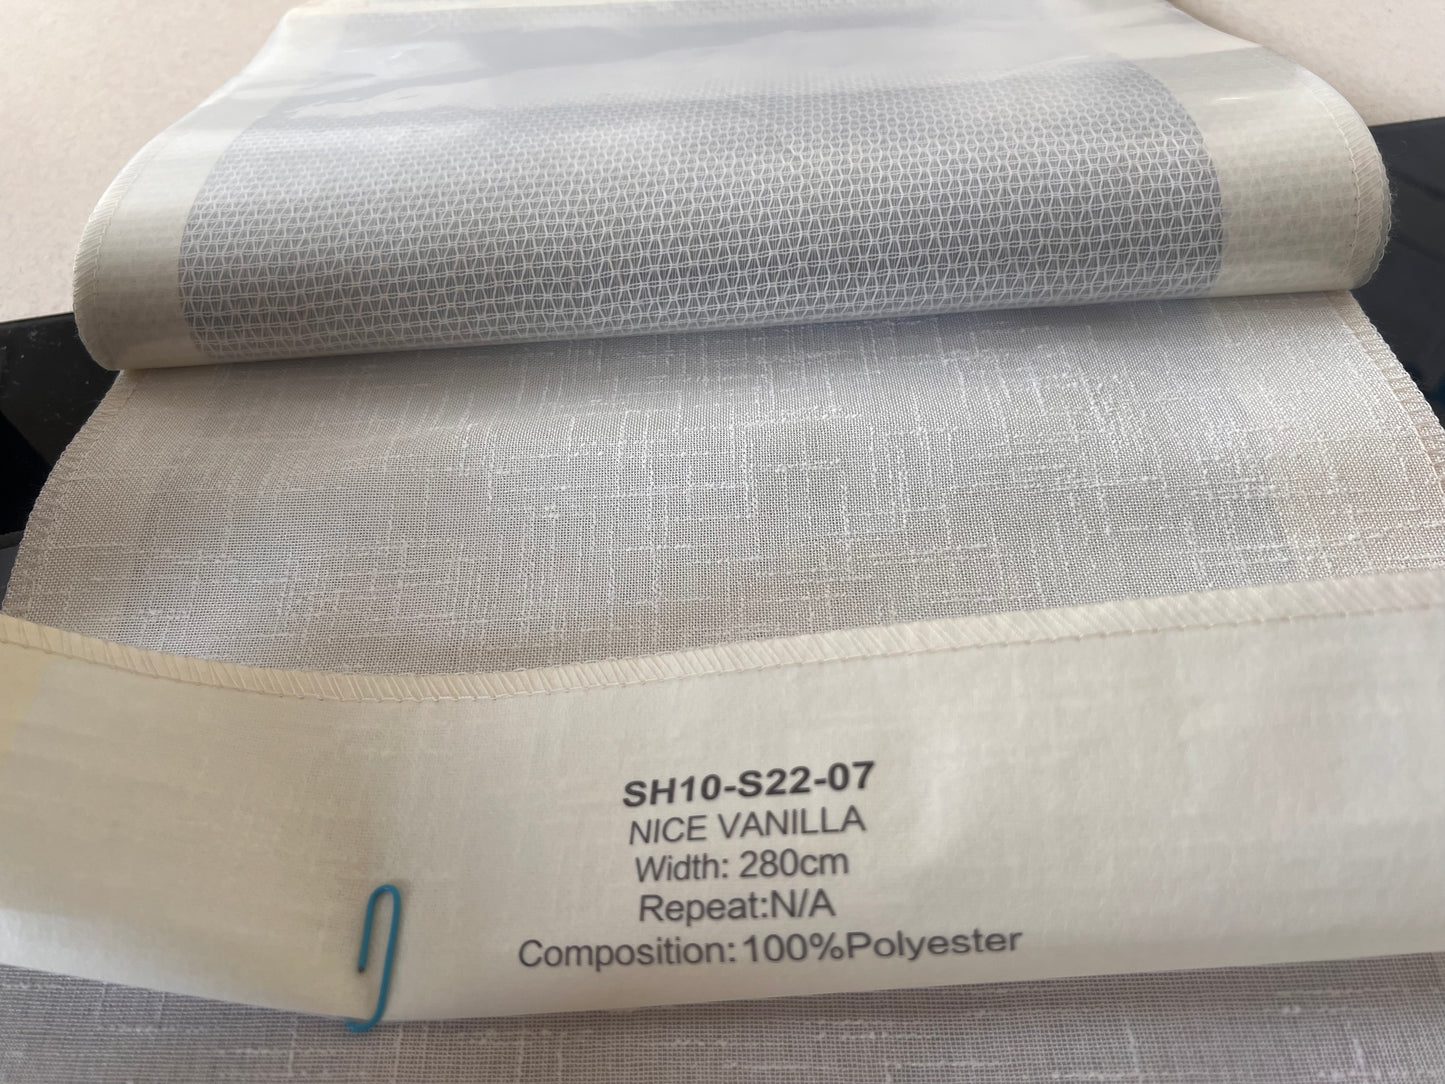 SH10-S22-07
NICE VANILLA
Width: 280cm
Repeat:N/A
Composition: 100%Polyester